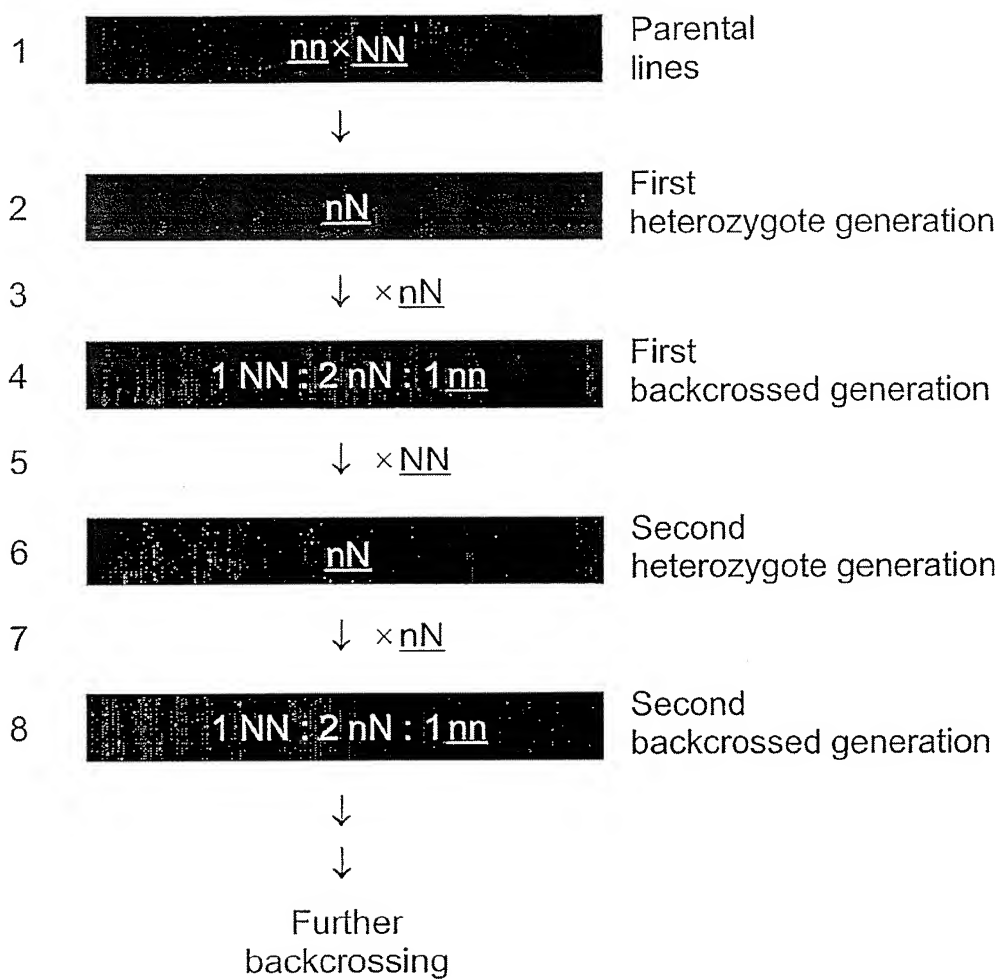 1 nn × NN Parental
lines
↓
2 nN First
heterozygote generation
3 ↓ × nN
4 1 NN : 2 nN : 1 nn First
backcrossed generation
5 ↓ × NN
6 nN Second
heterozygote generation
7 ↓ × nN
8 1 NN : 2 nN : 1 nn Second
backcrossed generation
↓
↓
Further
backcrossing